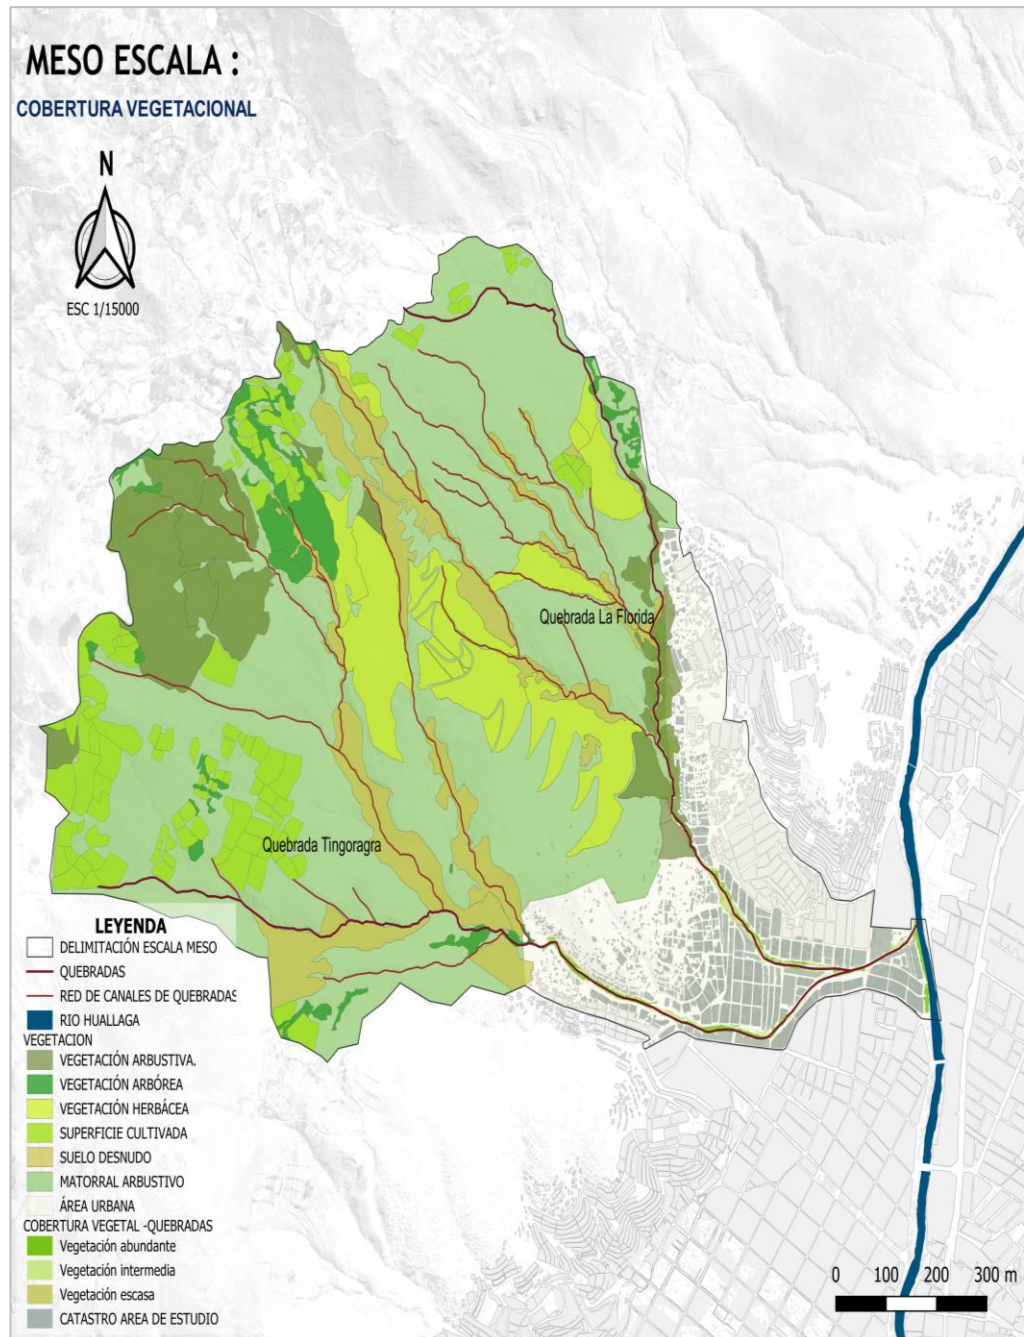 MESO ESCALA :
COBERTURA VEGETACIONAL
N
ESC 1/15000
Quebrada La Florida
Quebrada Tingoragra
LEYENDA
DELIMITACIÓN ESCALA MESO
QUEBRADAS
RED DE CANALES DE QUEBRADAS
RIO HUALLAGA
VEGETACION
VEGETACIÓN ARBUSTIVA.
VEGETACIÓN ARBÓREA
VEGETACIÓN HERBÁCEA
SUPERFICIE CULTIVADA
SUELO DESNUDO
MATORRAL ARBUSTIVO
ÁREA URBANA
COBERTURA VEGETAL -QUEBRADAS
Vegetación abundante
Vegetación intermedia
Vegetación escasa
CATASTRO AREA DE ESTUDIO
0 100 200 300 m